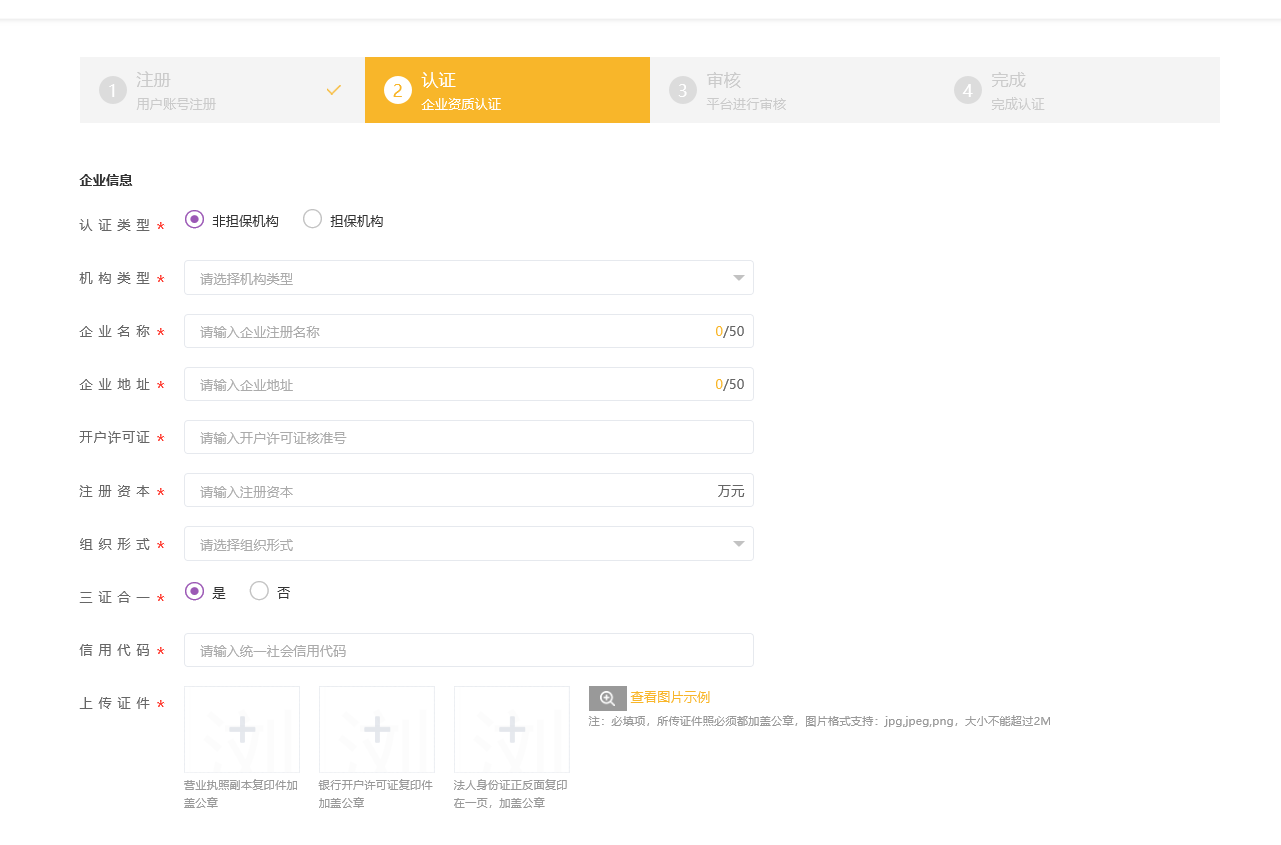 1 注册
用户账号注册
2 认证
企业资质认证
3 审核
平台进行审核
4 完成
完成认证
企业信息
认证类型 * 非担保机构 担保机构
机构类型 * 请选择机构类型
企业名称 * 请输入企业注册名称 0/50
企业地址 * 请输入企业地址 0/50
开户许可证 * 请输入开户许可证核准号
注册资本 * 请输入注册资本 万元
组织形式 * 请选择组织形式
三证合一 * 是 否
信用代码 * 请输入统一社会信用代码
上传证件 * 查看图片示例
注：必填项，所传证件照必须都加盖公章，图片格式支持：jpg,jpeg,png，大小不能超过2M
浏 浏 浏
营业执照副本复印件加
盖公章
银行开户许可证复印件
加盖公章
法人身份证正反面复印
在一页，加盖公章